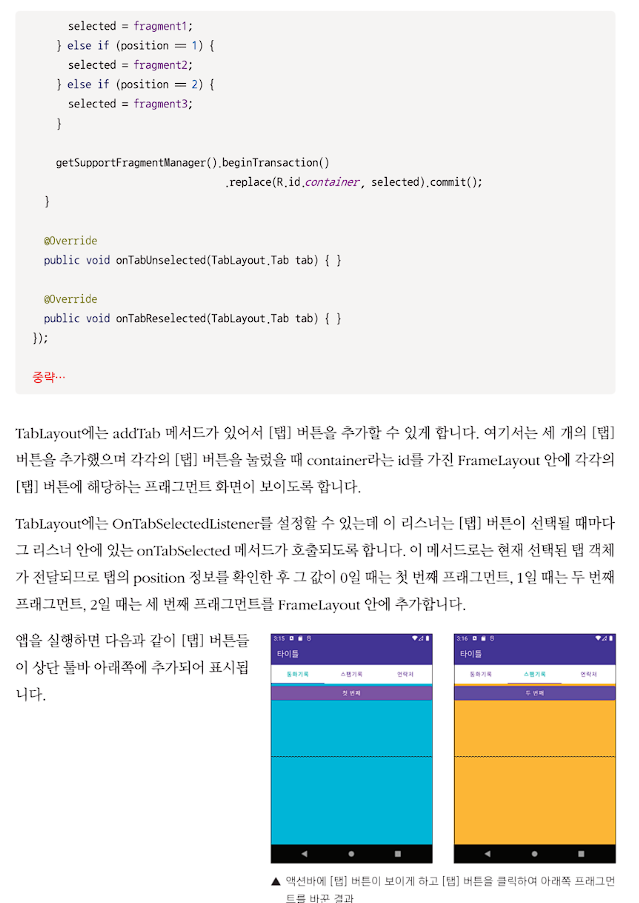 selected = fragment1;
} else if (position == 1) {
selected = fragment2;
} else if (position == 2) {
selected = fragment3;
}
getSupportFragmentManager().beginTransaction()
.replace(R.id.container, selected).commit();
}
@Override
public void onTabUnselected(TabLayout.Tab tab) { }
@Override
public void onTabReselected(TabLayout.Tab tab) { }
});
중략…
TabLayout에는 addTab 메서드가 있어서 [탭] 버튼을 추가할 수 있게 합니다. 여기서는 세 개의 [탭]
버튼을 추가했으며 각각의 [탭] 버튼을 눌렀을 때 container라는 id를 가진 FrameLayout 안에 각각의
[탭] 버튼에 해당하는 프래그먼트 화면이 보이도록 합니다.
TabLayout에는 OnTabSelectedListener를 설정할 수 있는데 이 리스너는 [탭] 버튼이 선택될 때마다
그 리스너 안에 있는 onTabSelected 메서드가 호출되도록 합니다. 이 메서드로는 현재 선택된 탭 객체
가 전달되므로 탭의 position 정보를 확인한 후 그 값이 0일 때는 첫 번째 프래그먼트, 1일 때는 두 번째
프래그먼트, 2일 때는 세 번째 프래그먼트를 FrameLayout 안에 추가합니다.
앱을 실행하면 다음과 같이 [탭] 버튼들
이 상단 툴바 아래쪽에 추가되어 표시됩
니다.
3:15
타이틀
통화기록 스팸기록 연락처
첫 번째
3:16
타이틀
통화기록 스팸기록 연락처
두 번째
▲ 액션바에 [탭] 버튼이 보이게 하고 [탭] 버튼을 클릭하여 아래쪽 프래그먼
트를 바꾼 결과